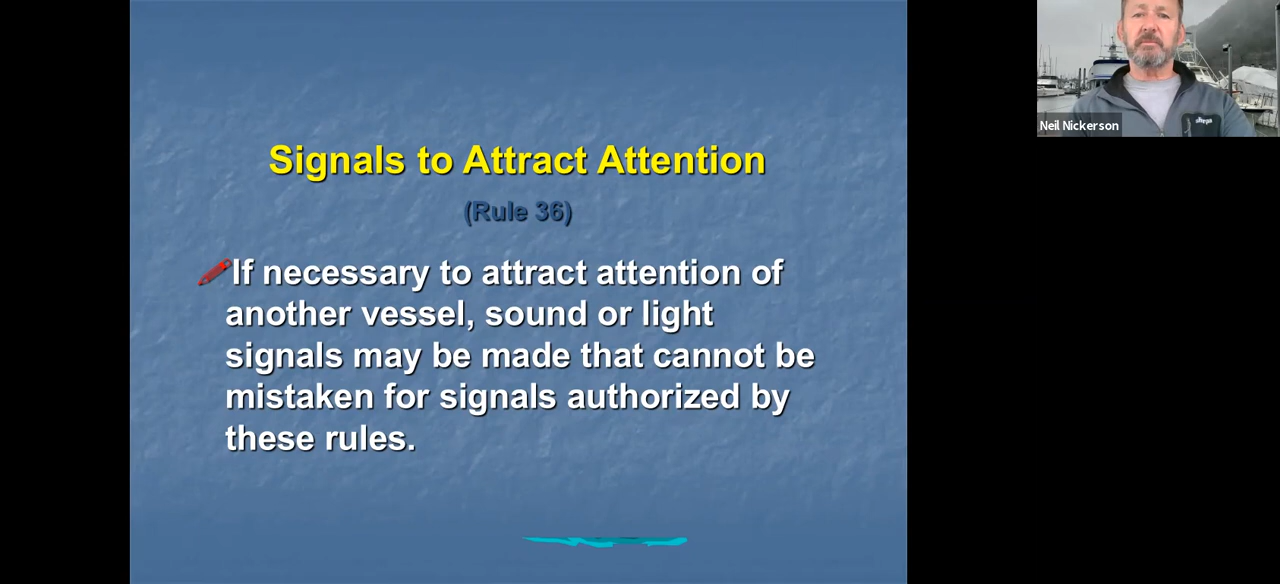 Signals to Attract Attention
(Rule 36)
If necessary to attract attention of
another vessel, sound or light
signals may be made that cannot be
mistaken for signals authorized by
these rules.
Neil Nickerson